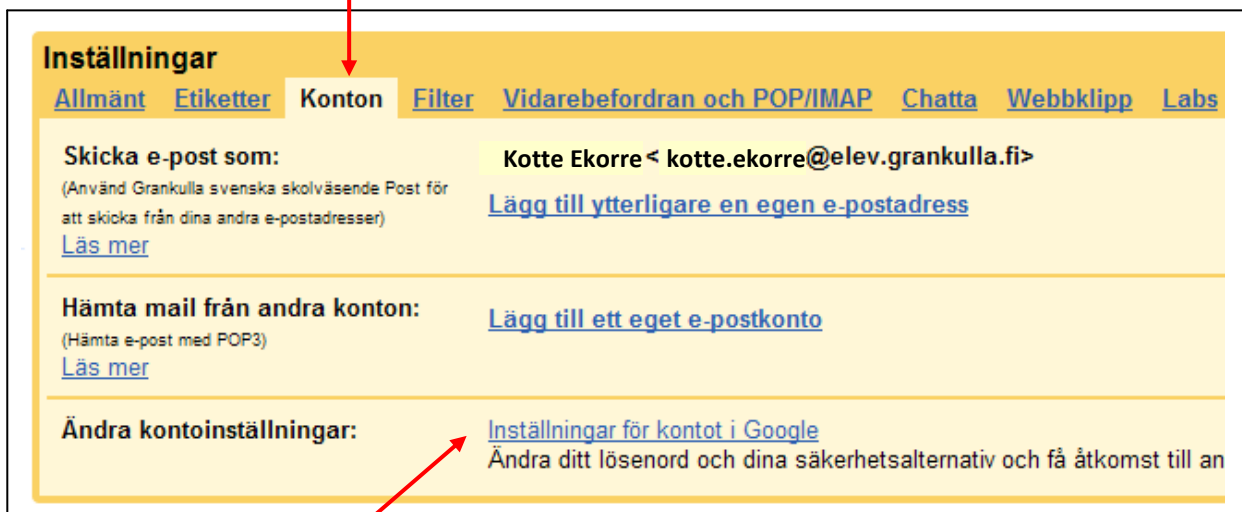 Inställningar
Allmänt Etiketter Konton Filter Vidarebefordran och POP/IMAP Chatta Webbklipp Labs
Skicka e-post som: Kotte Ekorre < kotte.ekorre@elev.grankulla.fi>
(Använd Grankulla svenska skolväsende Post för
att skicka från dina andra e-postadresser)
Lägg till ytterligare en egen e-postadress
Läs mer
Hämta mail från andra konton:
Lägg till ett eget e-postkonto
(Hämta e-post med POP3)
Läs mer
Ändra kontoinställningar: Inställningar för kontot i Google
Ändra ditt lösenord och dina säkerhetsalternativ och få åtkomst till an